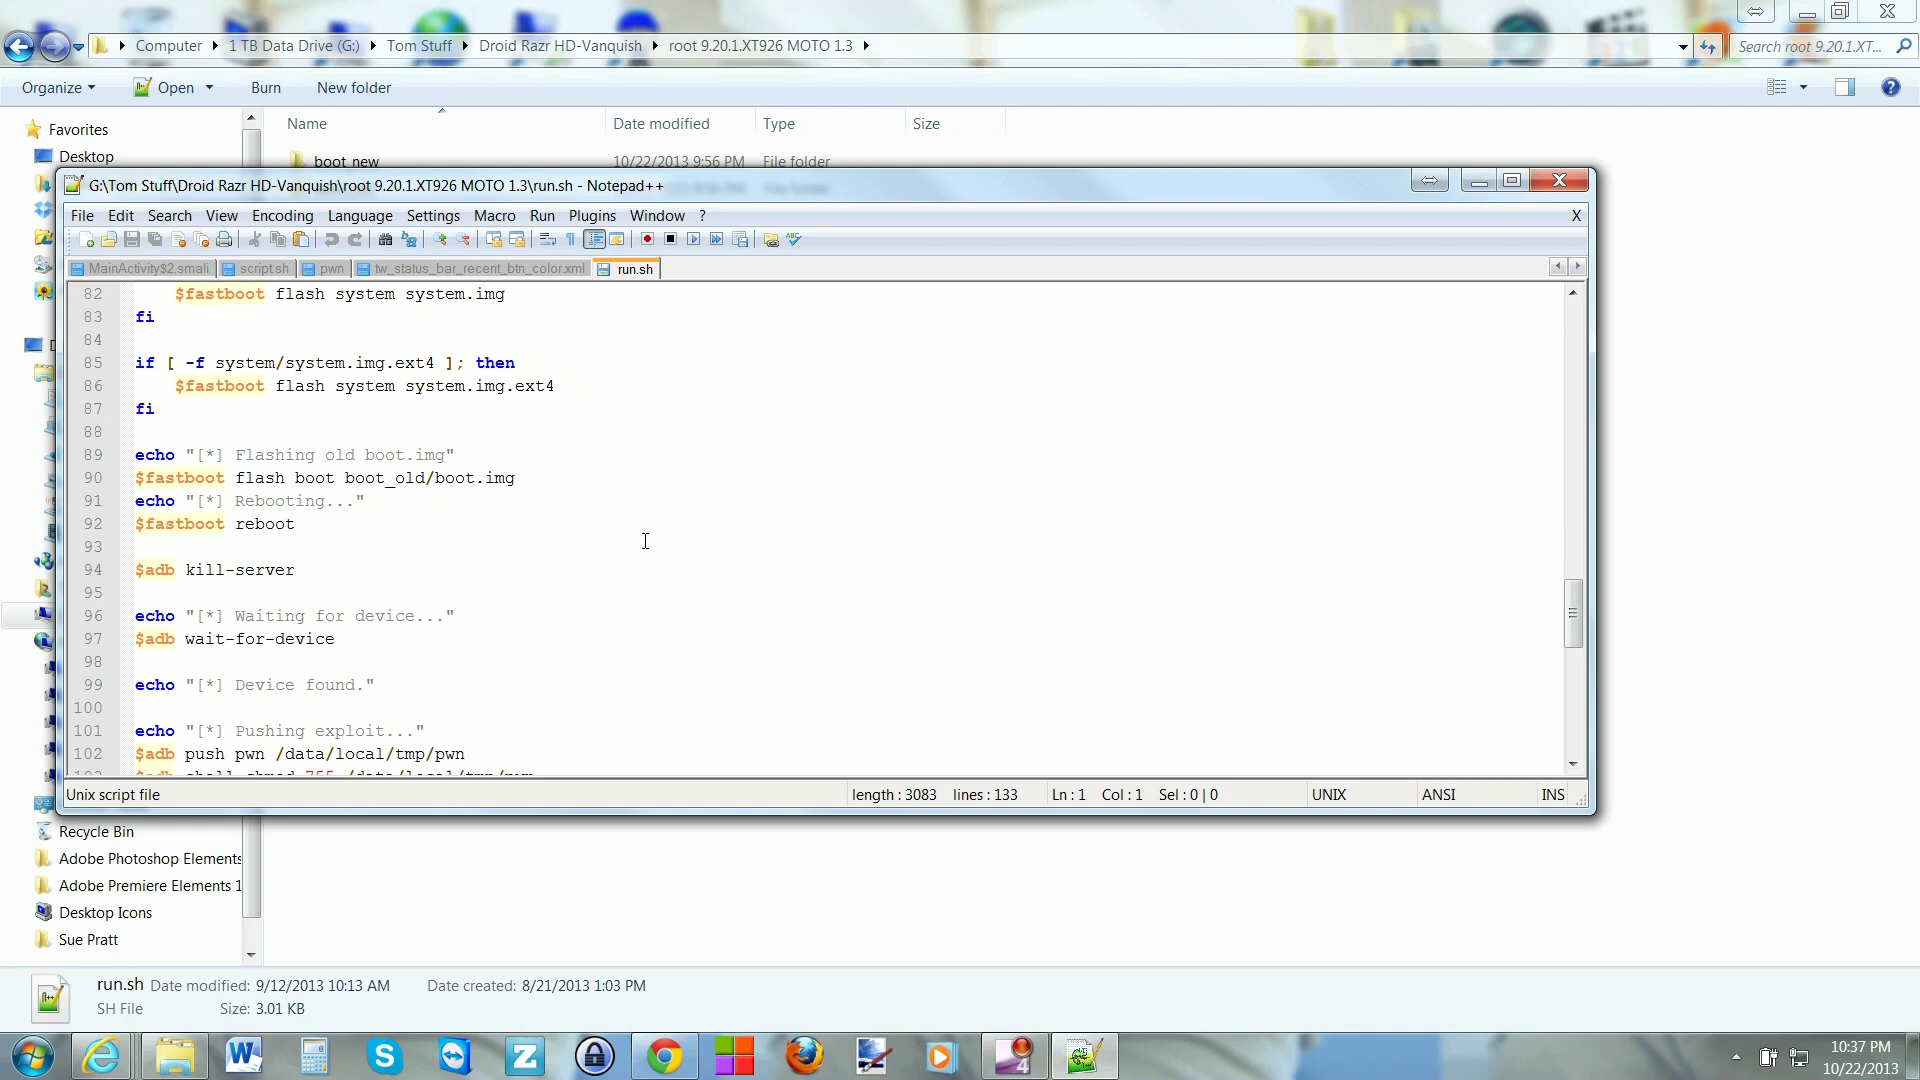 Computer 1 TB Data Drive (G:) Tom Stuff Droid Razr HD-Vanquish root 9.20.1.XT926 MOTO 1.3
Search root 9.20.1.XT...
Organize Open Burn New folder
Name Date modified Type Size
Favorites
Desktop
boot new 10/22/2013 9:56 PM File folder
G:\Tom Stuff\Droid Razr HD-Vanquish\root 9.20.1.XT926 MOTO 1.3\run.sh - Notepad++
File Edit Search View Encoding Language Settings Macro Run Plugins Window ? X
MainActivity$2.smali script.sh pwn tw_status_bar_recent_btn_color.xml run.sh
82 $fastboot flash system system.img
83 fi
84
85 if [ -f system/system.img.ext4 ]; then
86 $fastboot flash system system.img.ext4
87 fi
88
89 echo "[*] Flashing old boot.img"
90 $fastboot flash boot boot_old/boot.img
91 echo "[*] Rebooting..."
92 $fastboot reboot
93
94 $adb kill-server
95
96 echo "[*] Waiting for device..."
97 $adb wait-for-device
98
99 echo "[*] Device found."
100
101 echo "[*] Pushing exploit..."
102 $adb push pwn /data/local/tmp/pwn
Unix script file length : 3083 lines : 133 Ln : 1 Col : 1 Sel : 0 | 0 UNIX ANSI INS
Recycle Bin
Adobe Photoshop Elements
Adobe Premiere Elements 1
Desktop Icons
Sue Pratt
run.sh Date modified: 9/12/2013 10:13 AM Date created: 8/21/2013 1:03 PM
SH File Size: 3.01 KB
10:37 PM
10/22/2013